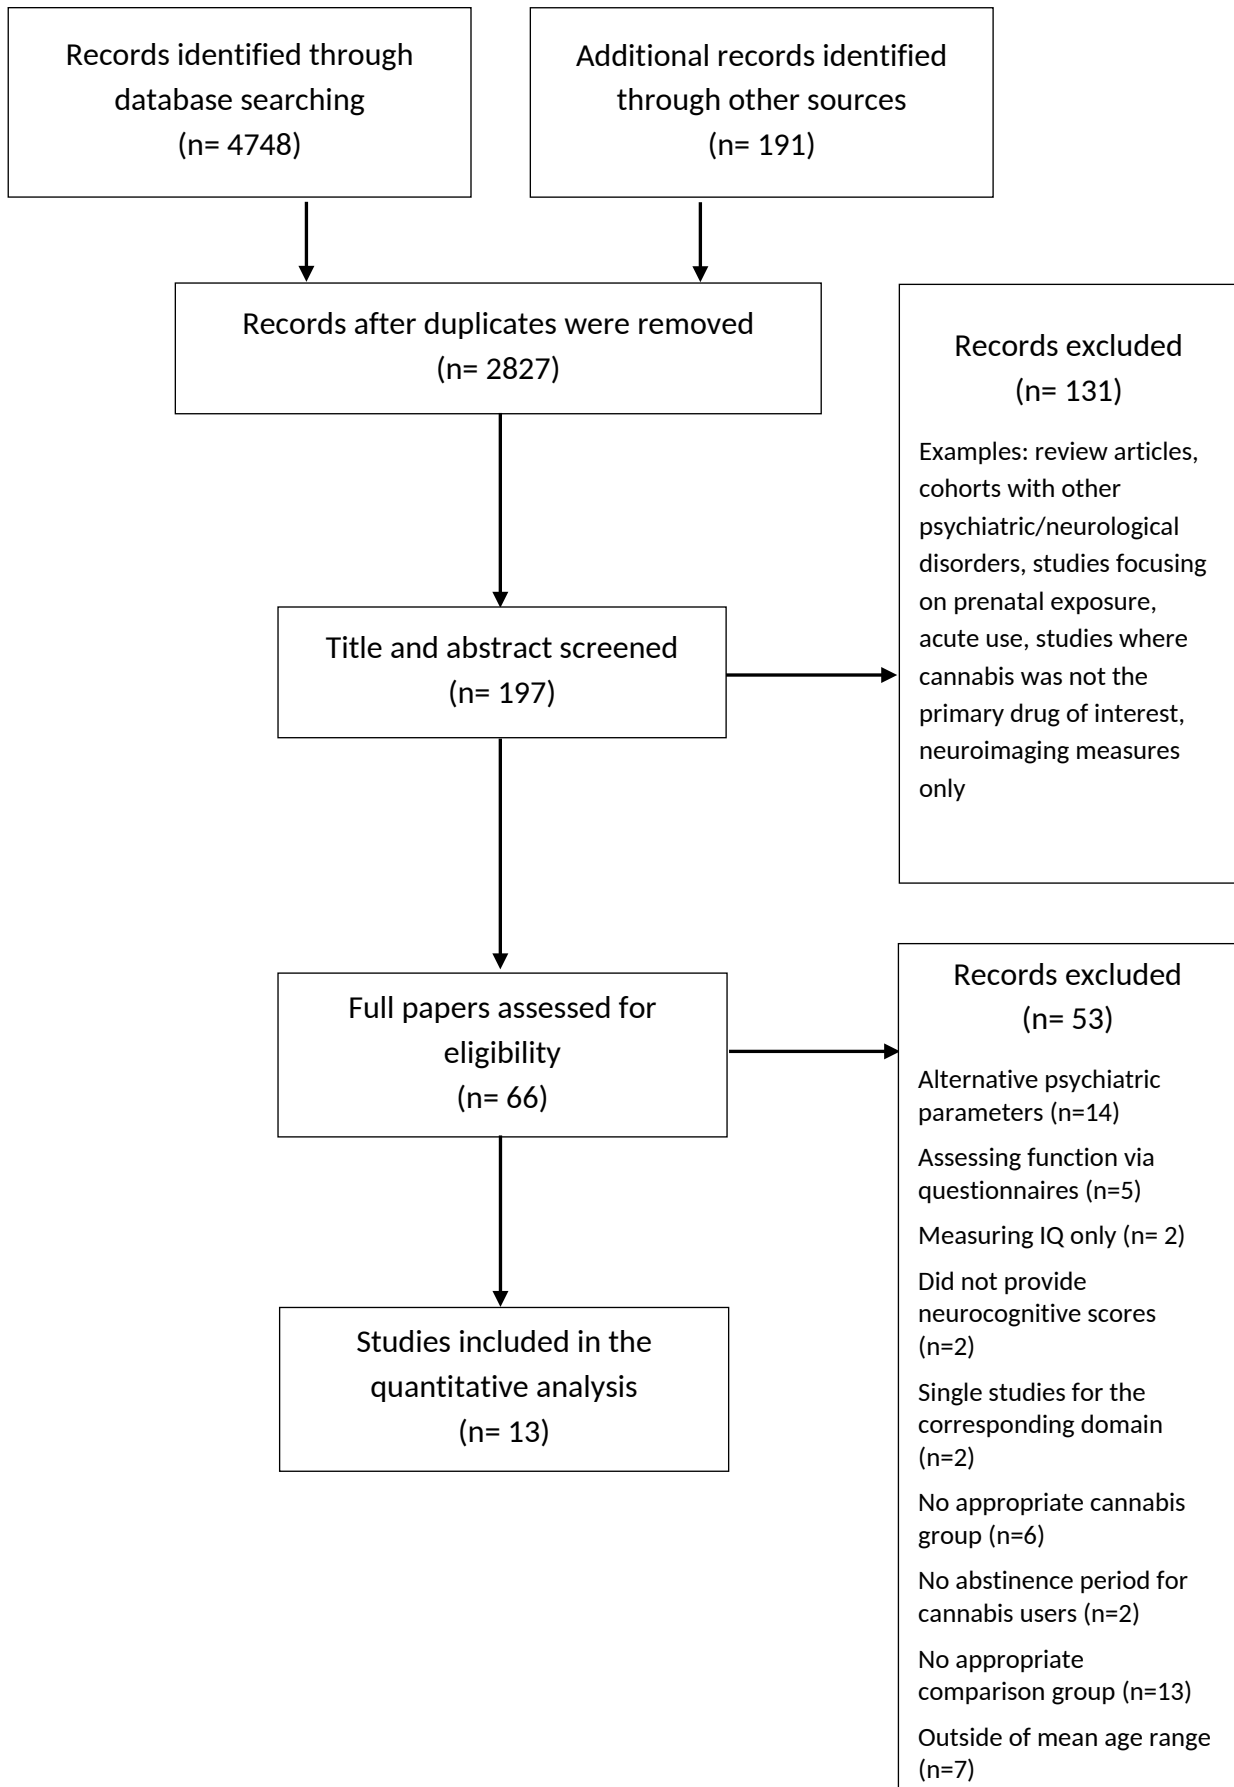 Records identified through
database searching
(n= 4748)
Additional records identified
through other sources
(n= 191)
Records after duplicates were removed
(n= 2827)
Records excluded
(n= 131)
Examples: review articles,
cohorts with other
psychiatric/neurological
disorders, studies focusing
on prenatal exposure,
acute use, studies where
cannabis was not the
primary drug of interest,
neuroimaging measures
only
Title and abstract screened
(n= 197)
Full papers assessed for
eligibility
(n= 66)
Records excluded
(n= 53)
Alternative psychiatric
parameters (n=14)
Assessing function via
questionnaires (n=5)
Measuring IQ only (n= 2)
Did not provide
neurocognitive scores
(n=2)
Single studies for the
corresponding domain
(n=2)
No appropriate cannabis
group (n=6)
No abstinence period for
cannabis users (n=2)
No appropriate
comparison group (n=13)
Outside of mean age range
(n=7)
Studies included in the
quantitative analysis
(n= 13)